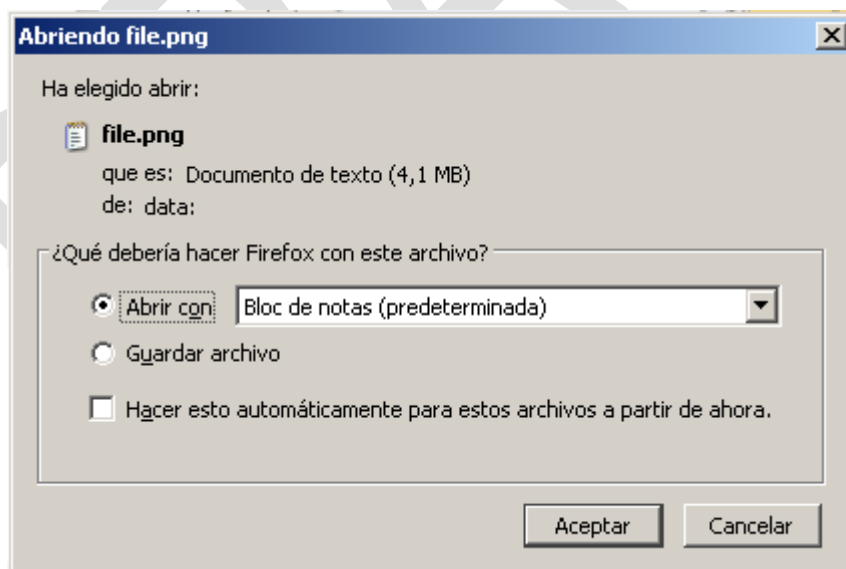 Abriendo file.png
Ha elegido abrir:
file.png
que es: Documento de texto (4,1 MB)
de: data:
¿Qué debería hacer Firefox con este archivo?
Abrir con Bloc de notas (predeterminada)
Guardar archivo
Hacer esto automáticamente para estos archivos a partir de ahora.
Aceptar Cancelar